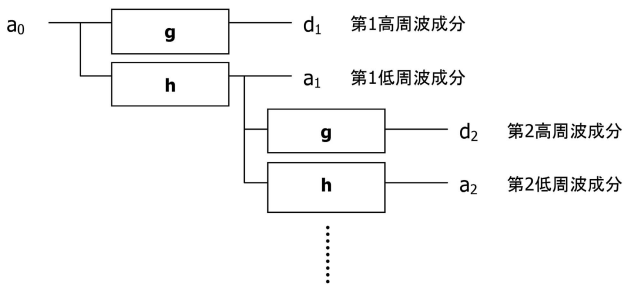 a₀ g d₁ 第1高周波成分
h a₁ 第1低周波成分
g d₂ 第2高周波成分
h a₂ 第2低周波成分